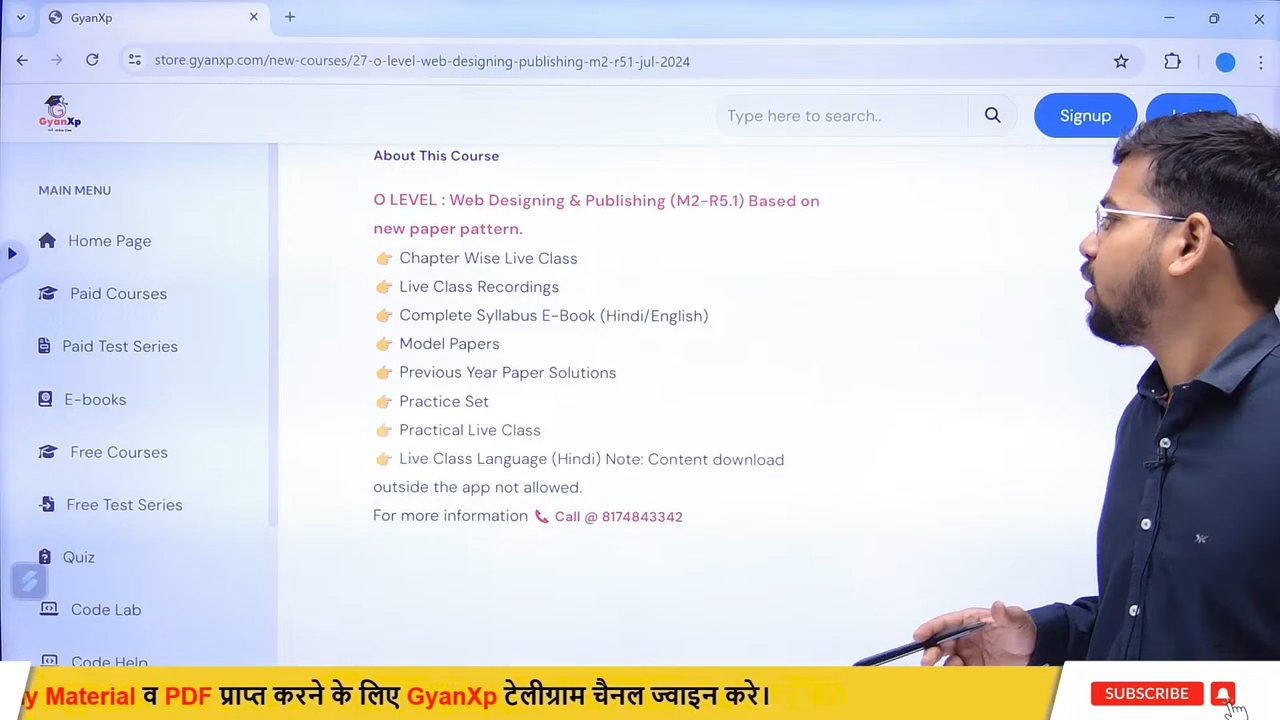 GyanXp
store.gyanxp.com/new-courses/27-o-level-web-designing-publishing-m2-r51-jul-2024
GyanXp
Type here to search..
Signup
MAIN MENU
Home Page
Paid Courses
Paid Test Series
E-books
Free Courses
Free Test Series
Quiz
Code Lab
Code Help
About This Course
O LEVEL : Web Designing & Publishing (M2-R5.1) Based on
new paper pattern.
👉 Chapter Wise Live Class
👉 Live Class Recordings
👉 Complete Syllabus E-Book (Hindi/English)
👉 Model Papers
👉 Previous Year Paper Solutions
👉 Practice Set
👉 Practical Live Class
👉 Live Class Language (Hindi) Note: Content download
outside the app not allowed.
For more information 📞 Call @ 8174843342
Material व PDF प्राप्त करने के लिए GyanXp टेलीग्राम चैनल ज्वाइन करे।
SUBSCRIBE